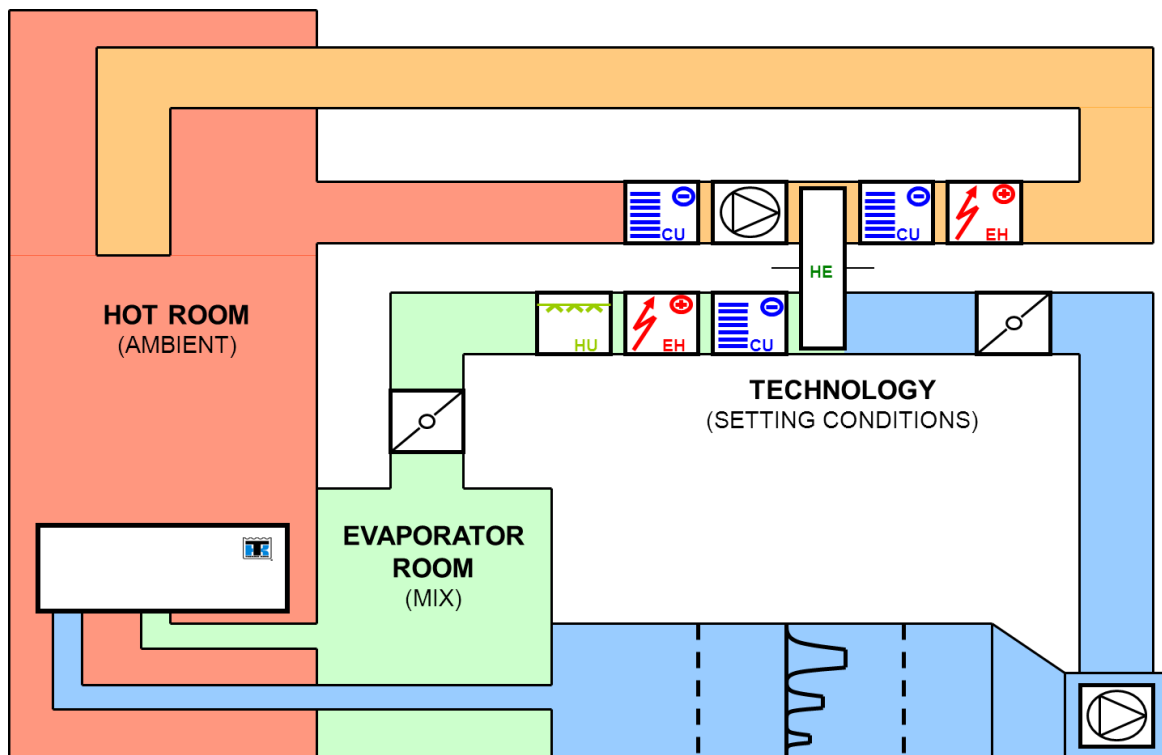 CU
CU
EH
HE
HOT ROOM
(AMBIENT)
HU
EH
CU
TECHNOLOGY
(SETTING CONDITIONS)
EVAPORATOR
ROOM
(MIX)